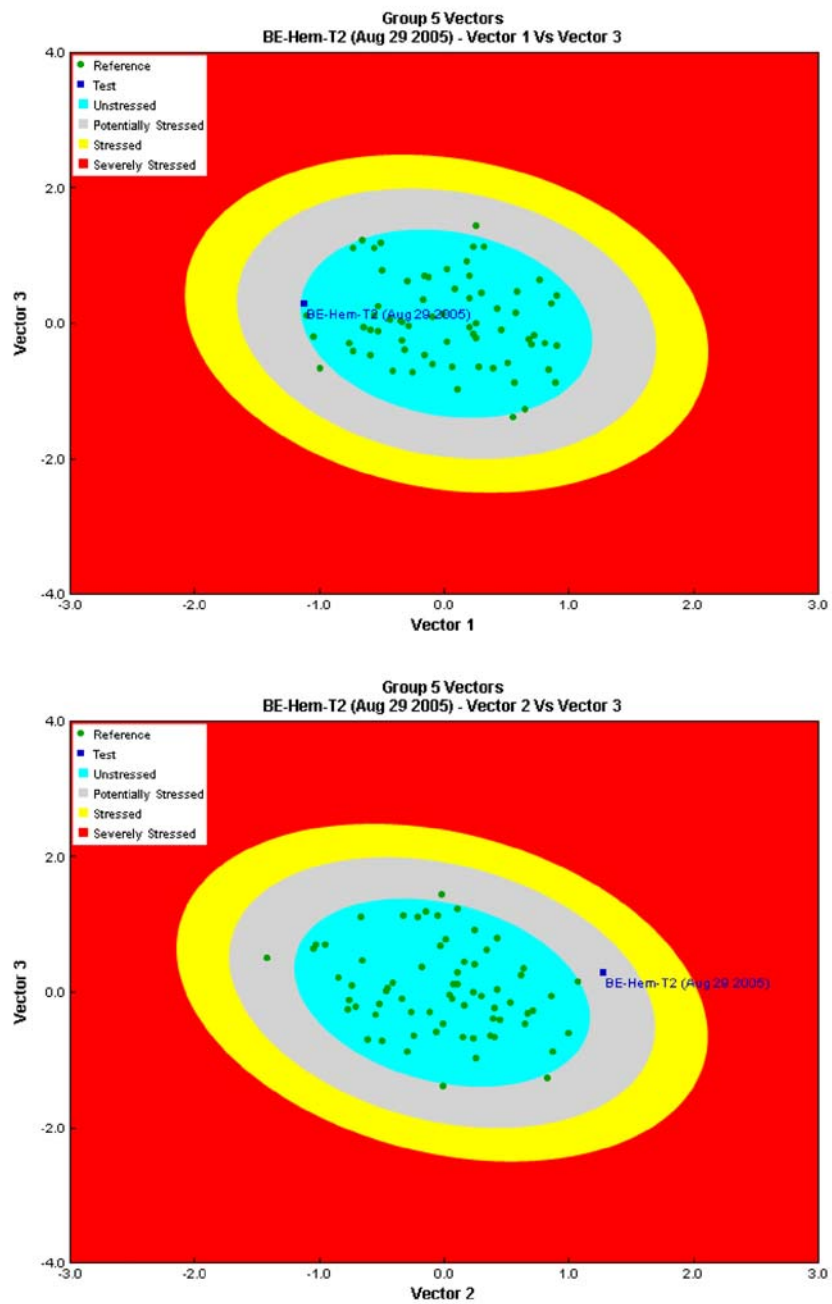 Group 5 Vectors
BE-Hem-T2 (Aug 29 2005) - Vector 1 Vs Vector 3
4.0
Reference
Test
Unstressed
Potentially Stressed
Stressed
Severely Stressed
2.0
BE-Hem-T2 (Aug 29 2005)
0.0
Vector 3
-2.0
-4.0
-3.0
-2.0
-1.0
0.0
1.0
2.0
3.0
Vector 1
Group 5 Vectors
BE-Hem-T2 (Aug 29 2005) - Vector 2 Vs Vector 3
4.0
Reference
Test
Unstressed
Potentially Stressed
Stressed
Severely Stressed
2.0
BE-Hem-T2 (Aug 29 2005)
0.0
Vector 3
-2.0
-4.0
-3.0
-2.0
-1.0
0.0
1.0
2.0
3.0
Vector 2